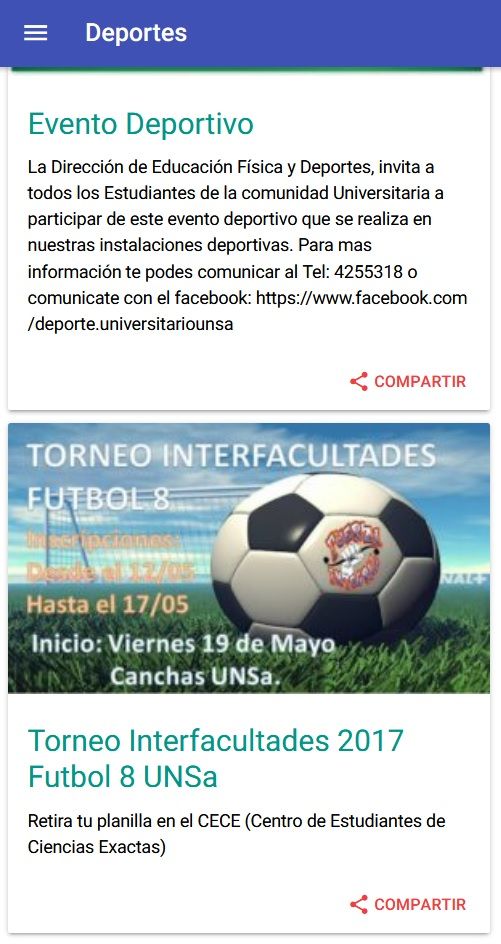 Deportes
Evento Deportivo
La Dirección de Educación Física y Deportes, invita a
todos los Estudiantes de la comunidad Universitaria a
participar de este evento deportivo que se realiza en
nuestras instalaciones deportivas. Para mas
información te podes comunicar al Tel: 4255318 o
comunicate con el facebook: https://www.facebook.com
/deporte.universitariounsa
COMPARTIR
TORNEO INTERFACULTADES
FUTBOL 8
Inscripciones:
Desde el 12/05
Hasta el 17/05
Inicio: Viernes 19 de Mayo
Canchas UNSa.
NAL+
Torneo Interfacultades 2017
Futbol 8 UNSa
Retira tu planilla en el CECE (Centro de Estudiantes de
Ciencias Exactas)
COMPARTIR